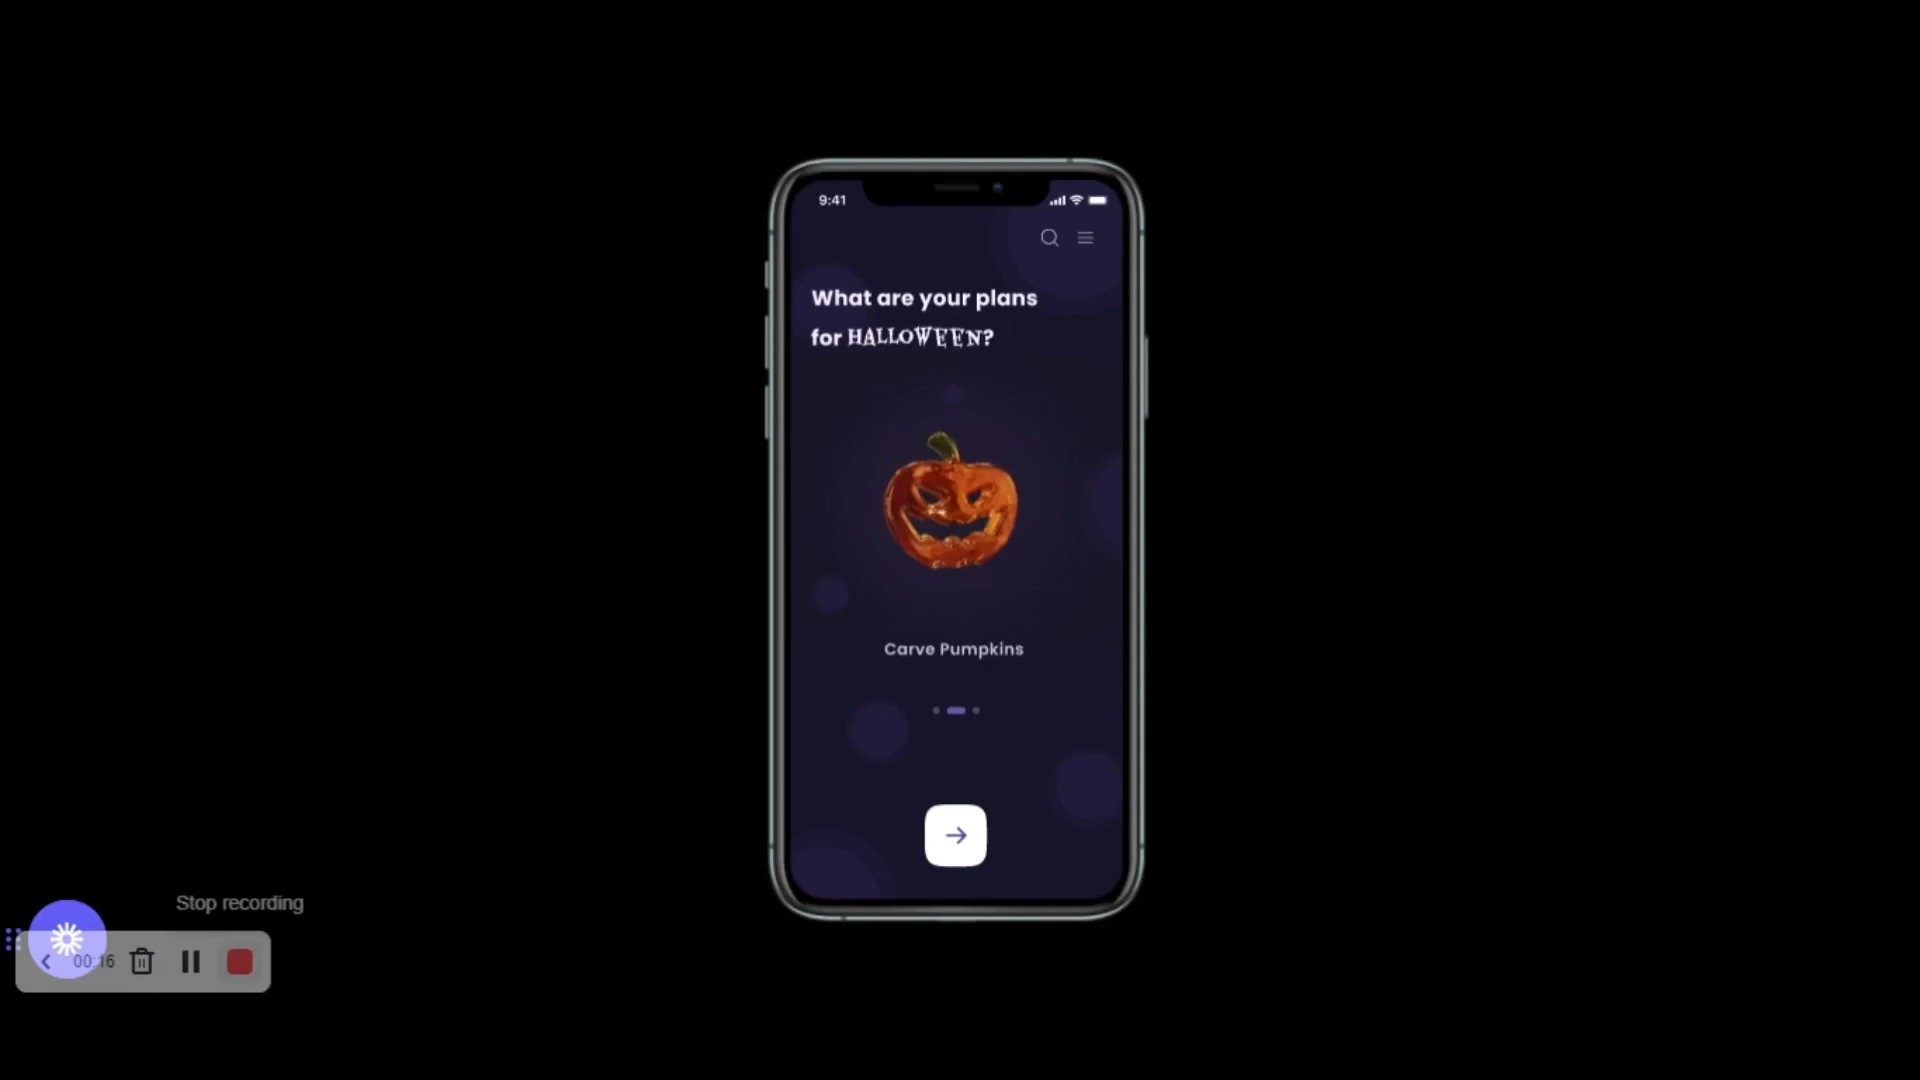 9:41
What are your plans
for HALLOWEEN?
Carve Pumpkins
Stop recording
00:16